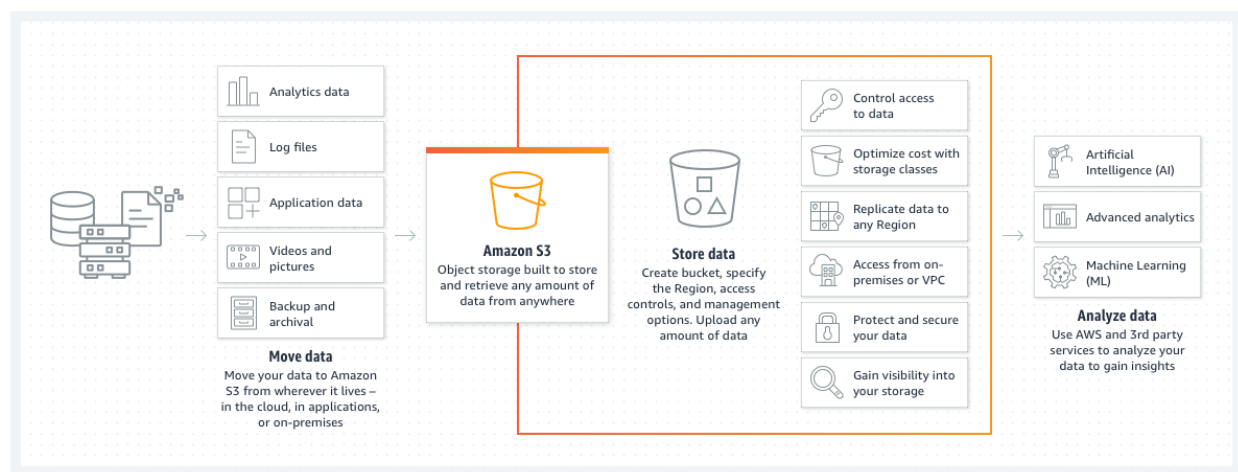 Analytics data
Log files
Application data
Videos and
pictures
Backup and
archival
Move data
Move your data to Amazon
S3 from wherever it lives –
in the cloud, in applications,
or on-premises
Amazon S3
Object storage built to store
and retrieve any amount of
data from anywhere
Store data
Create bucket, specify
the Region, access
controls, and management
options. Upload any
amount of data
Control access
to data
Optimize cost with
storage classes
Replicate data to
any Region
Access from on-
premises or VPC
Protect and secure
your data
Gain visibility into
your storage
Artificial
Intelligence (AI)
Advanced analytics
Machine Learning
(ML)
Analyze data
Use AWS and 3rd party
services to analyze your
data to gain insights